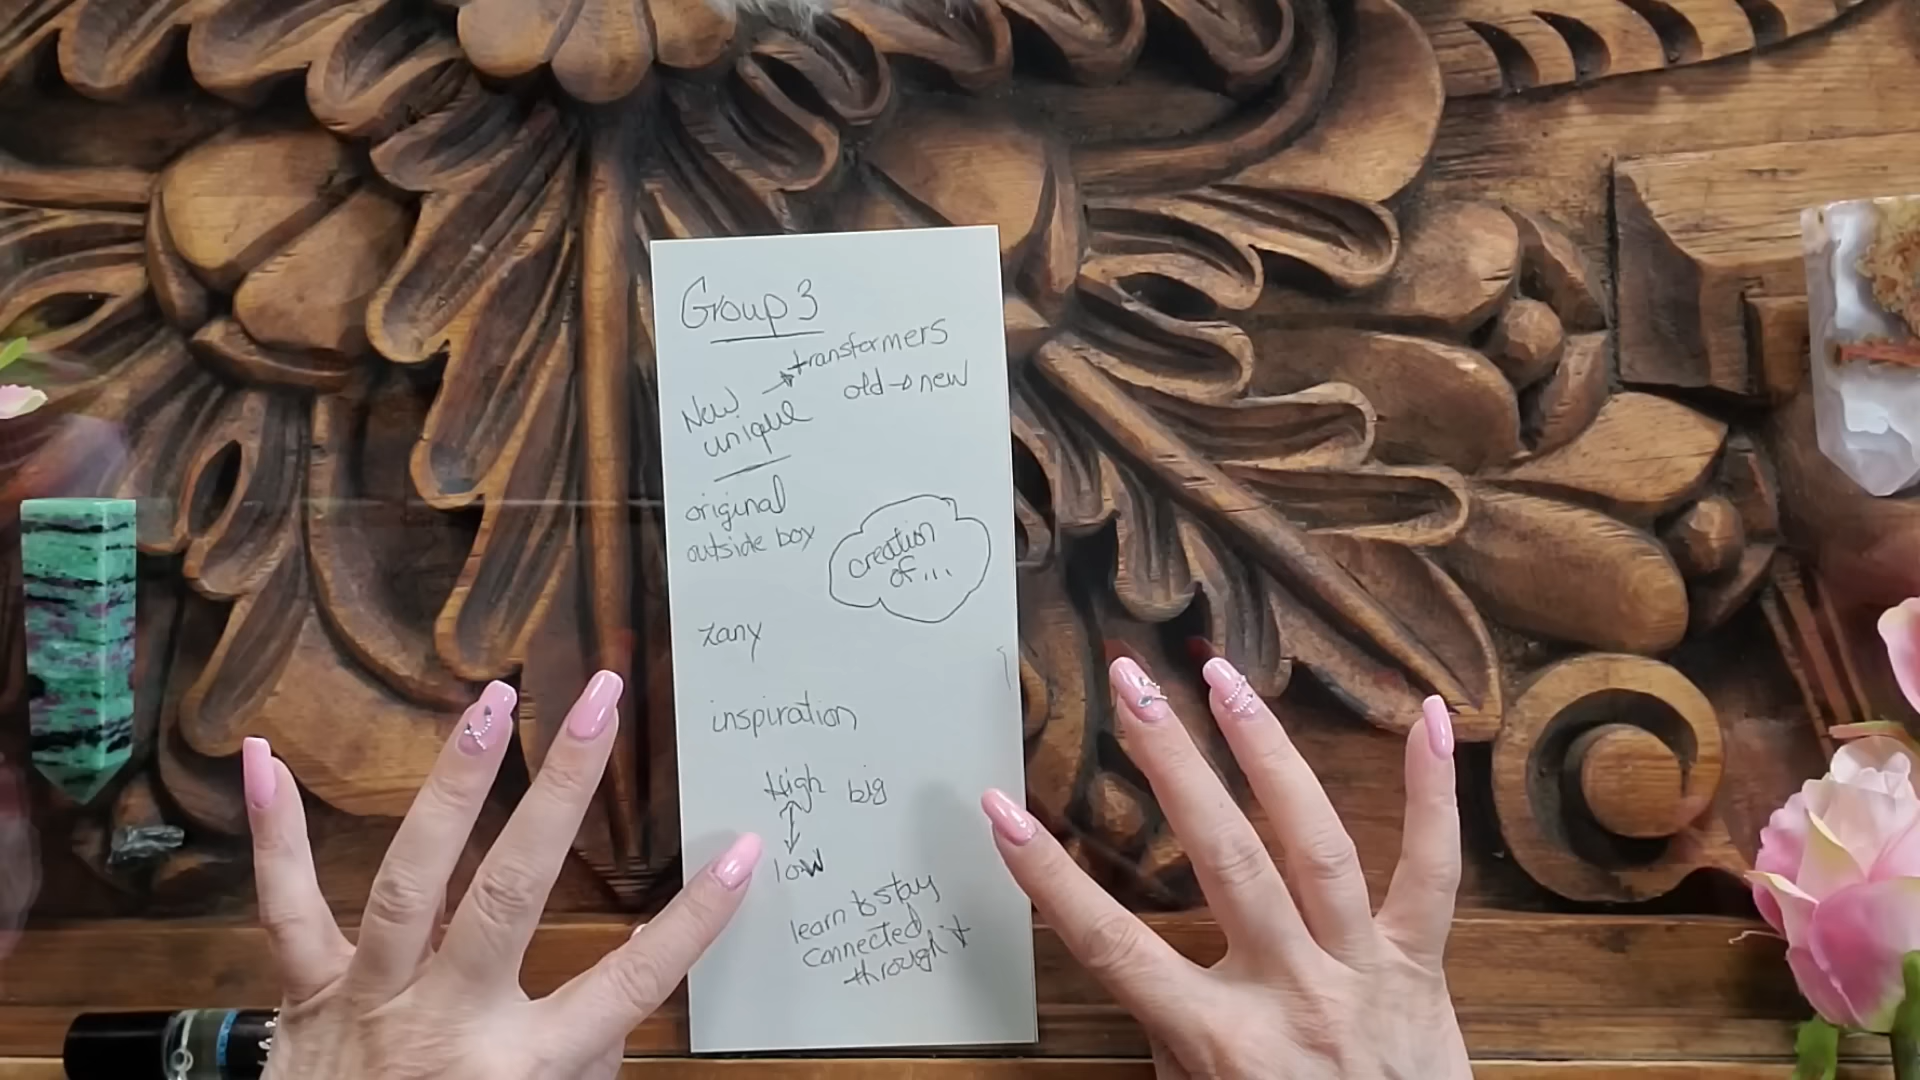 Group 3
transformers
old → new
New
unique
original
outside box
creation
of...
zany
inspiration
High big
low
learn to stay
connected
through it